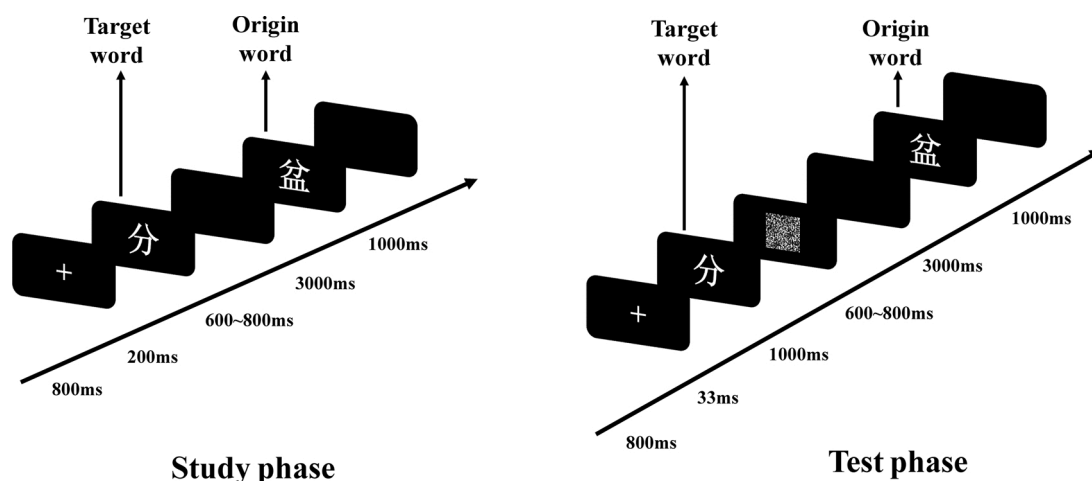 Target
word
Origin
word
+
分
盆
800ms
200ms
600~800ms
3000ms
1000ms
Study phase
Target
word
Origin
word
+
分
盆
800ms
33ms
1000ms
600~800ms
3000ms
1000ms
Test phase